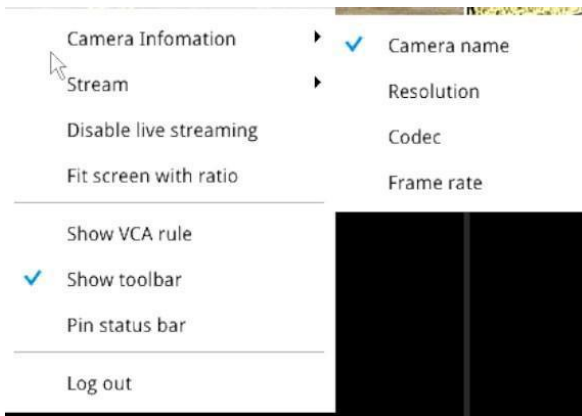 Camera Infomation
Stream
Disable live streaming
Fit screen with ratio
Show VCA rule
Show toolbar
Pin status bar
Log out
Camera name
Resolution
Codec
Frame rate